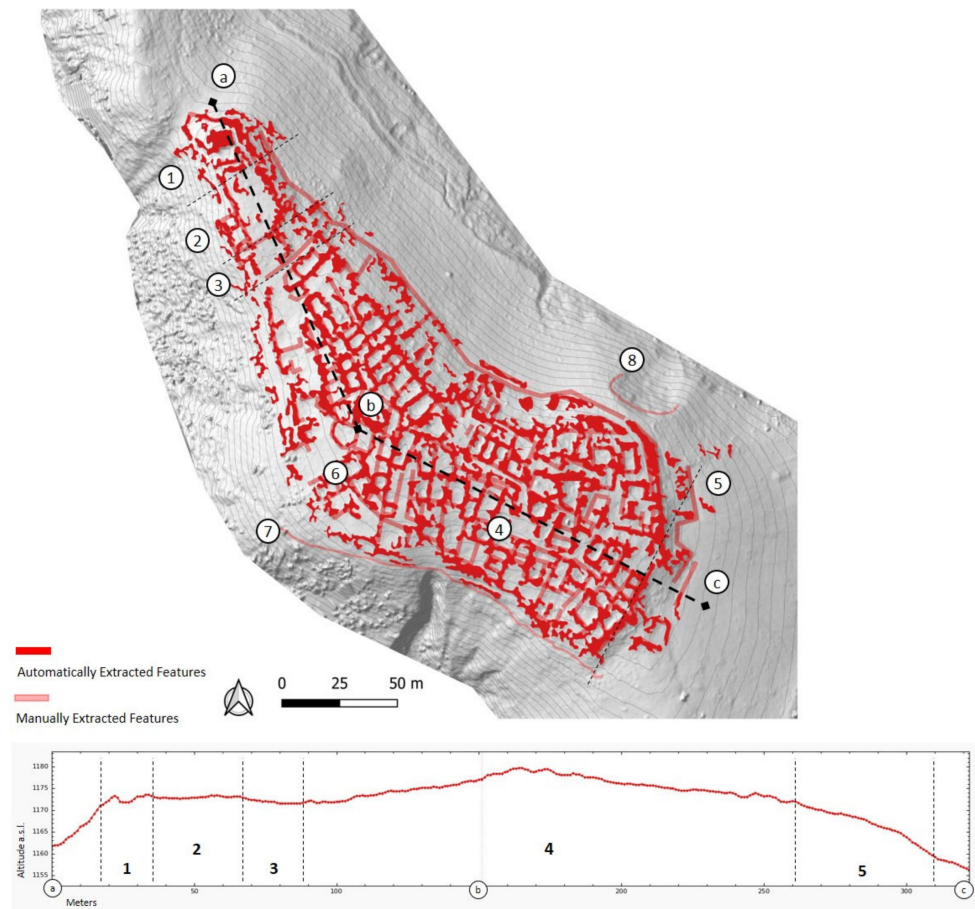 a
1
2
3
8
b
5
6
4
7
c
Automatically Extracted Features
0 25 50 m
Manually Extracted Features
1180
1175
1170
1165
1160
1155
Altitude a.s.l.
1 2 3 4 5
a 50 100 b 200 250 300 c
Meters